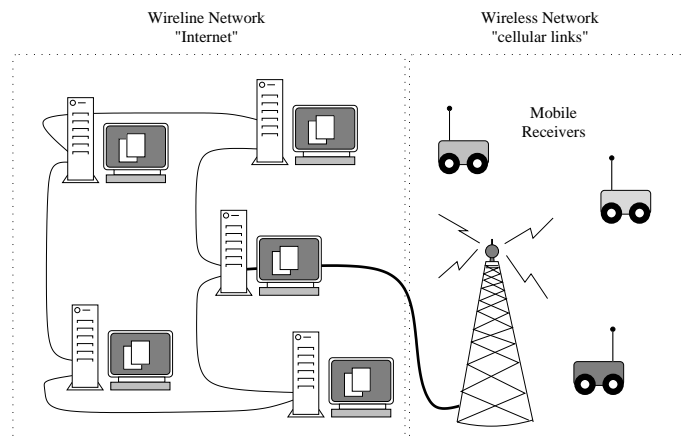 Wireline Network
"Internet"
Wireless Network
"cellular links"
Mobile
Receivers